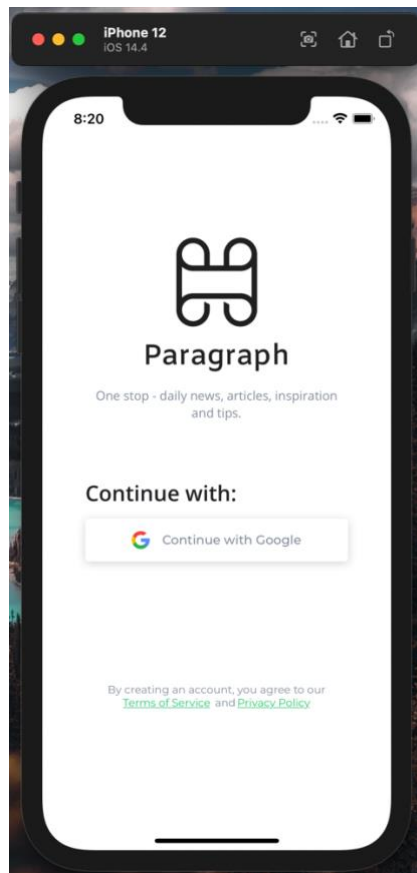 iPhone 12
iOS 14.4
8:20
Paragraph
One stop - daily news, articles, inspiration
and tips.
Continue with:
Continue with Google
By creating an account, you agree to our
Terms of Service and Privacy Policy